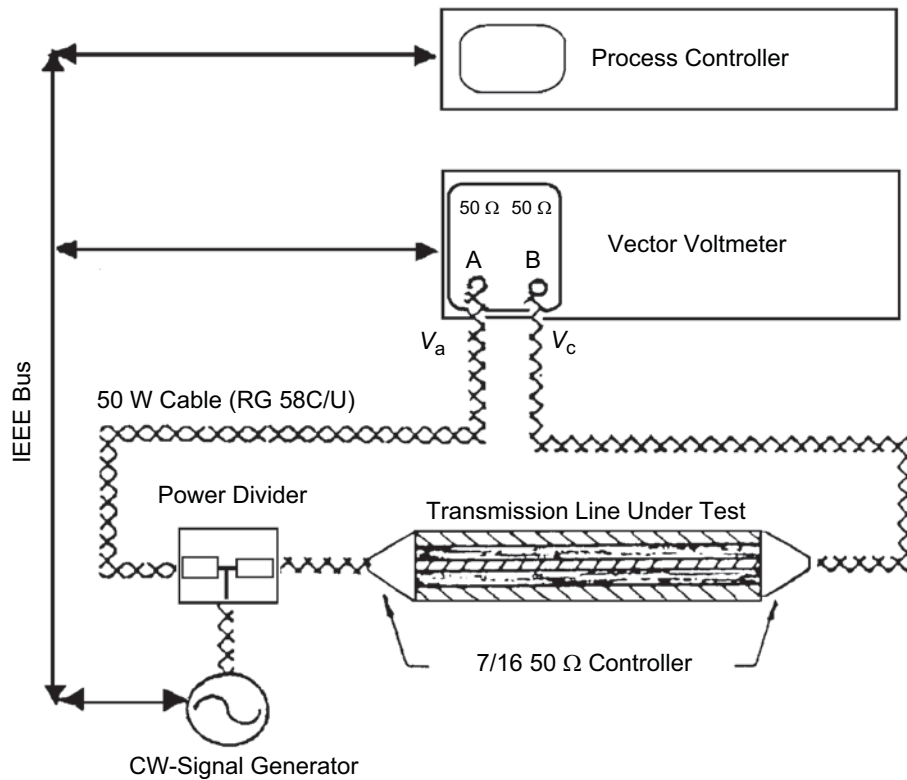 Process Controller
50 Ω 50 Ω
Vector Voltmeter
A B
Va
Vc
IEEE Bus
50 W Cable (RG 58C/U)
Power Divider
Transmission Line Under Test
7/16 50 Ω Controller
CW-Signal Generator